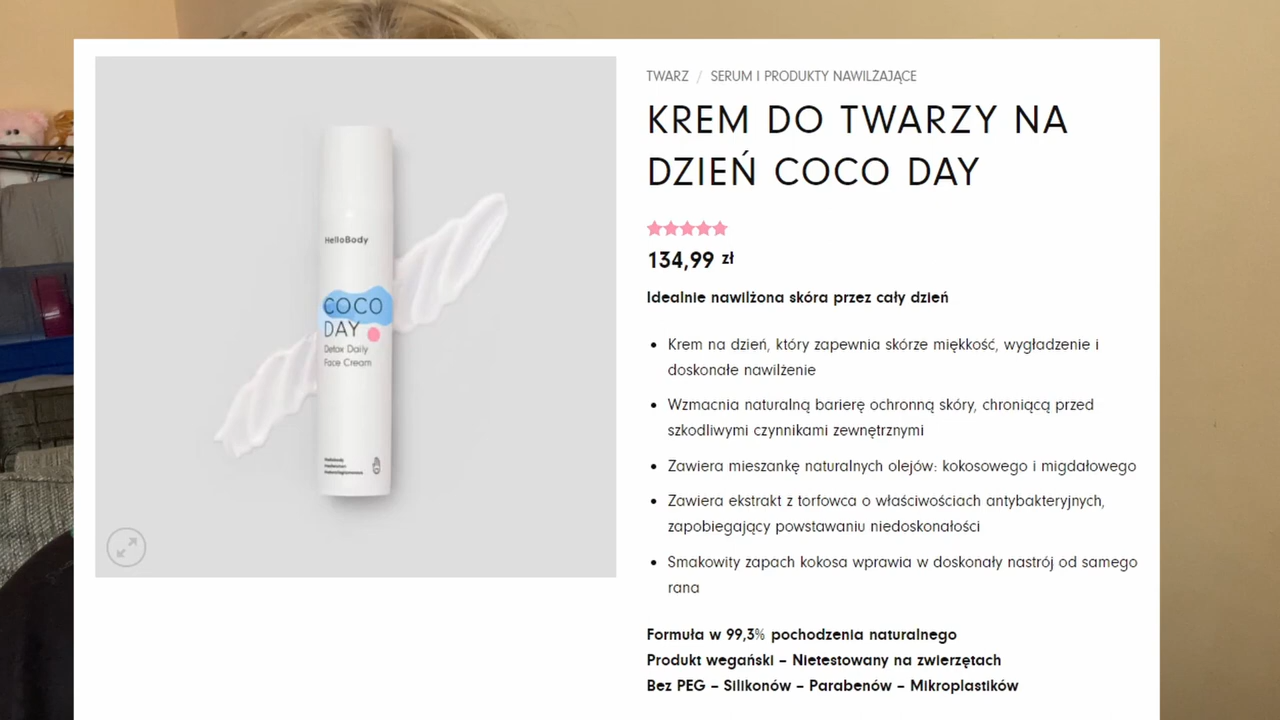 TWARZ / SERUM I PRODUKTY NAWILŻAJĄCE
KREM DO TWARZY NA
DZIEŃ COCO DAY
134,99 zł
Idealnie nawilżona skóra przez cały dzień
• Krem na dzień, który zapewnia skórze miękkość, wygładzenie i
doskonałe nawilżenie
• Wzmacnia naturalną barierę ochronną skóry, chroniącą przed
szkodliwymi czynnikami zewnętrznymi
• Zawiera mieszankę naturalnych olejów: kokosowego i migdałowego
• Zawiera ekstrakt z torfowca o właściwościach antybakteryjnych,
zapobiegający powstawaniu niedoskonałości
• Smakowity zapach kokosa wprawia w doskonały nastrój od samego
rana
Formuła w 99,3% pochodzenia naturalnego
Produkt wegański – Nietestowany na zwierzętach
Bez PEG – Silikonów – Parabenów – Mikroplastików
HelloBody
COCO
DAY
Detox Daily
Face Cream